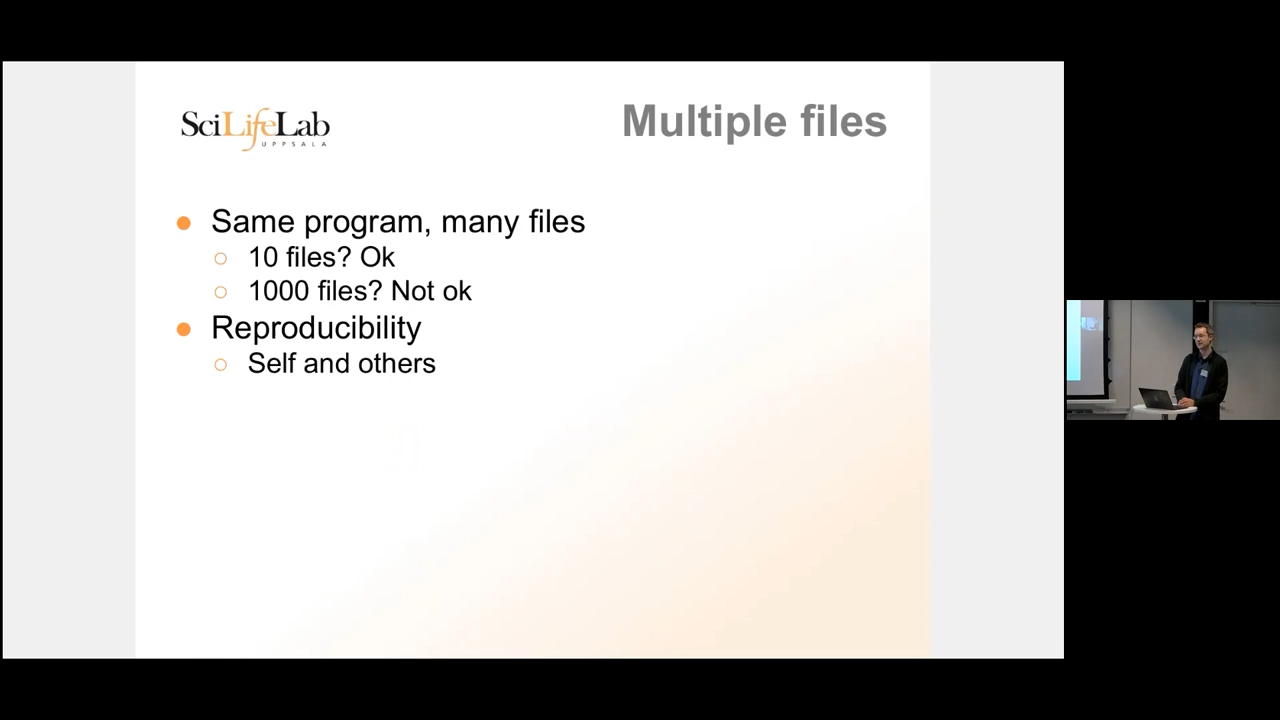 SciLifeLab
UPPSALA
Multiple files
Same program, many files
10 files? Ok
1000 files? Not ok
Reproducibility
Self and others